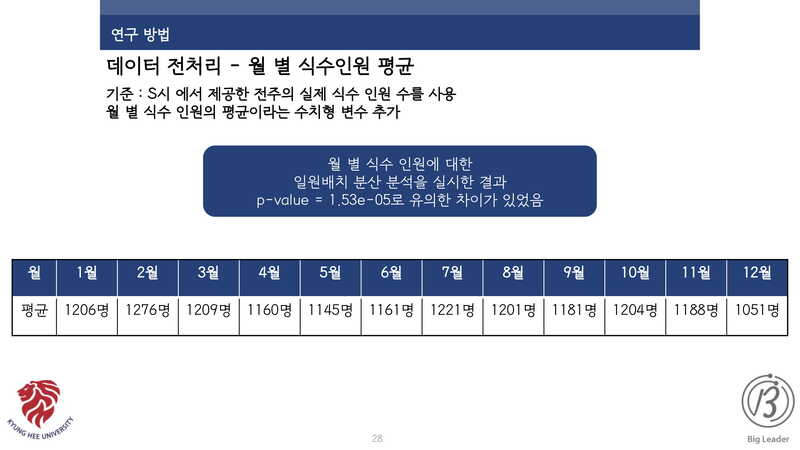 연구 방법
데이터 전처리 - 월 별 식수인원 평균
기준 : S시 에서 제공한 전주의 실제 식수 인원 수를 사용
월 별 식수 인원의 평균이라는 수치형 변수 추가
월 별 식수 인원에 대한
일원배치 분산 분석을 실시한 결과
p-value = 1.53e-05로 유의한 차이가 있었음
월 1월 2월 3월 4월 5월 6월 7월 8월 9월 10월 11월 12월
평균 1206명 1276명 1209명 1160명 1145명 1161명 1221명 1201명 1181명 1204명 1188명 1051명
KYUNG HEE UNIVERSITY
28
Big Leader